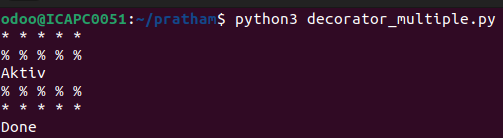 odoo@ICAPC0051:~/pratham$ python3 decorator_multiple.py
* * * * *
% % % % %
Aktiv
% % % % %
* * * * *
Done